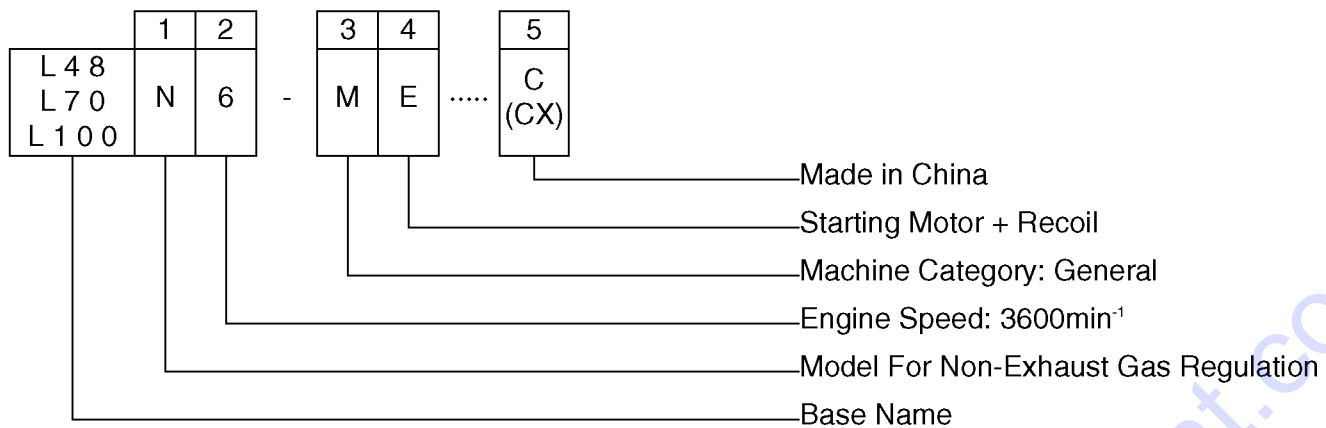 1 2 3 4 5
L48
L70
L100
N 6 - M E ..... C
(CX)
Made in China
Starting Motor + Recoil
Machine Category: General
Engine Speed: 3600min⁻¹
Model For Non-Exhaust Gas Regulation
Base Name